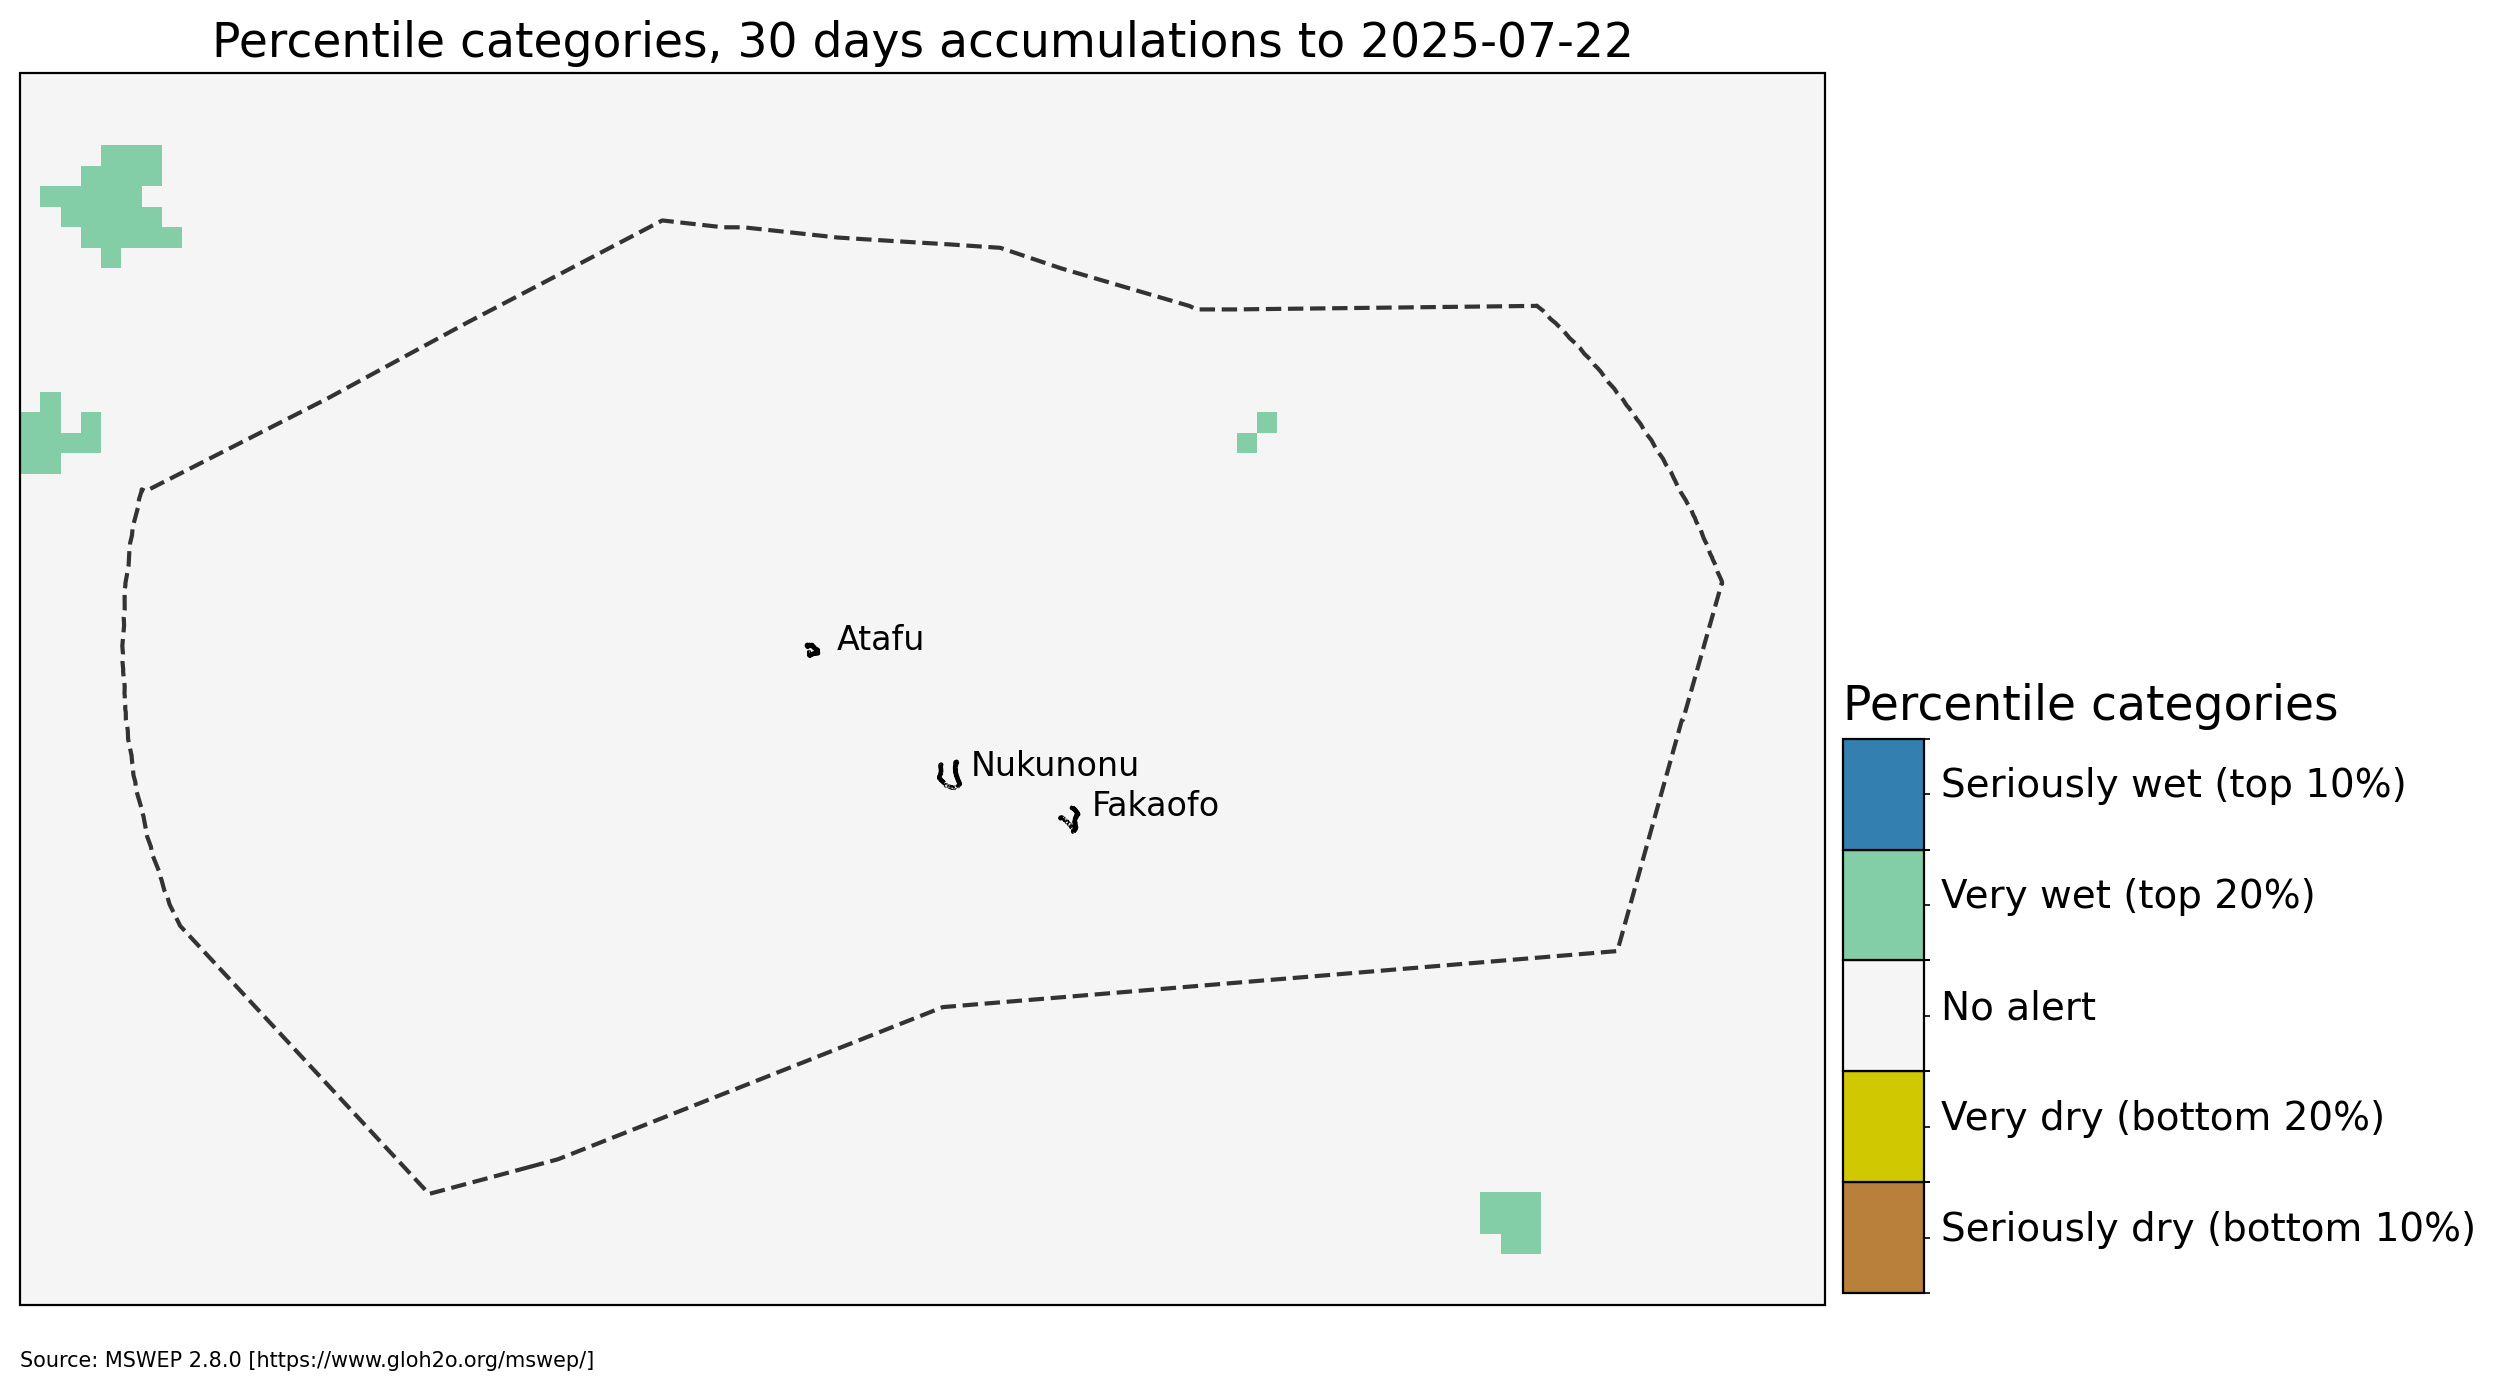 Percentile categories, 30 days accumulations to 2025-07-22
Atafu
Nukunonu
Fakaofo
Percentile categories
Seriously wet (top 10%)
Very wet (top 20%)
No alert
Very dry (bottom 20%)
Seriously dry (bottom 10%)
Source: MSWEP 2.8.0 [https://www.gloh2o.org/mswep/]